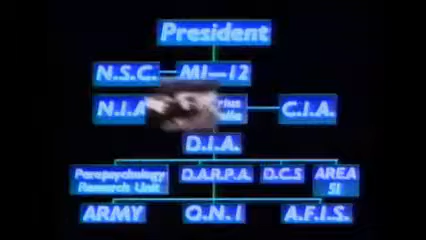 President
N.S.C. MJ-12
N.I.A C.I.A.
D.I.A.
Parapsychology
Research Unit D.A.R.P.A. D.C.S AREA
51
ARMY O.N.I A.F.I.S.